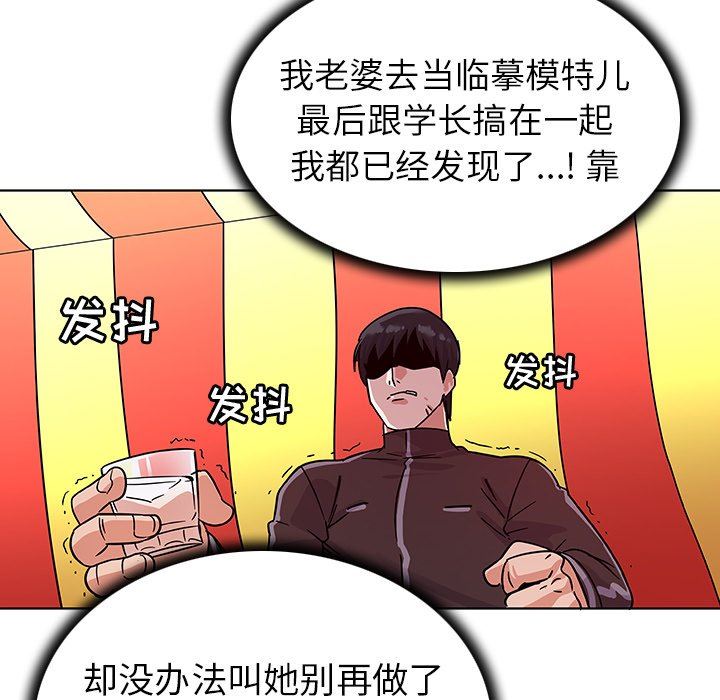 我老婆去当临摹模特儿
最后跟学长搞在一起
我都已经发现了...! 靠
发抖
发抖
发抖
却没办法叫她别再做了